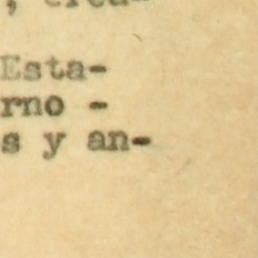 Esta-
rno -
s y an-